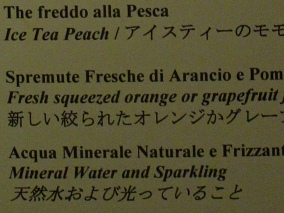 The freddo alla Pesca
Ice Tea Peach / アイスティーのモモ
Spremute Fresche di Arancio e Pom
Fresh squeezed orange or grapefruit j
新しい絞られたオレンジかグレープ
Acqua Minerale Naturale e Frizzant
Mineral Water and Sparkling
天然水および光っていること